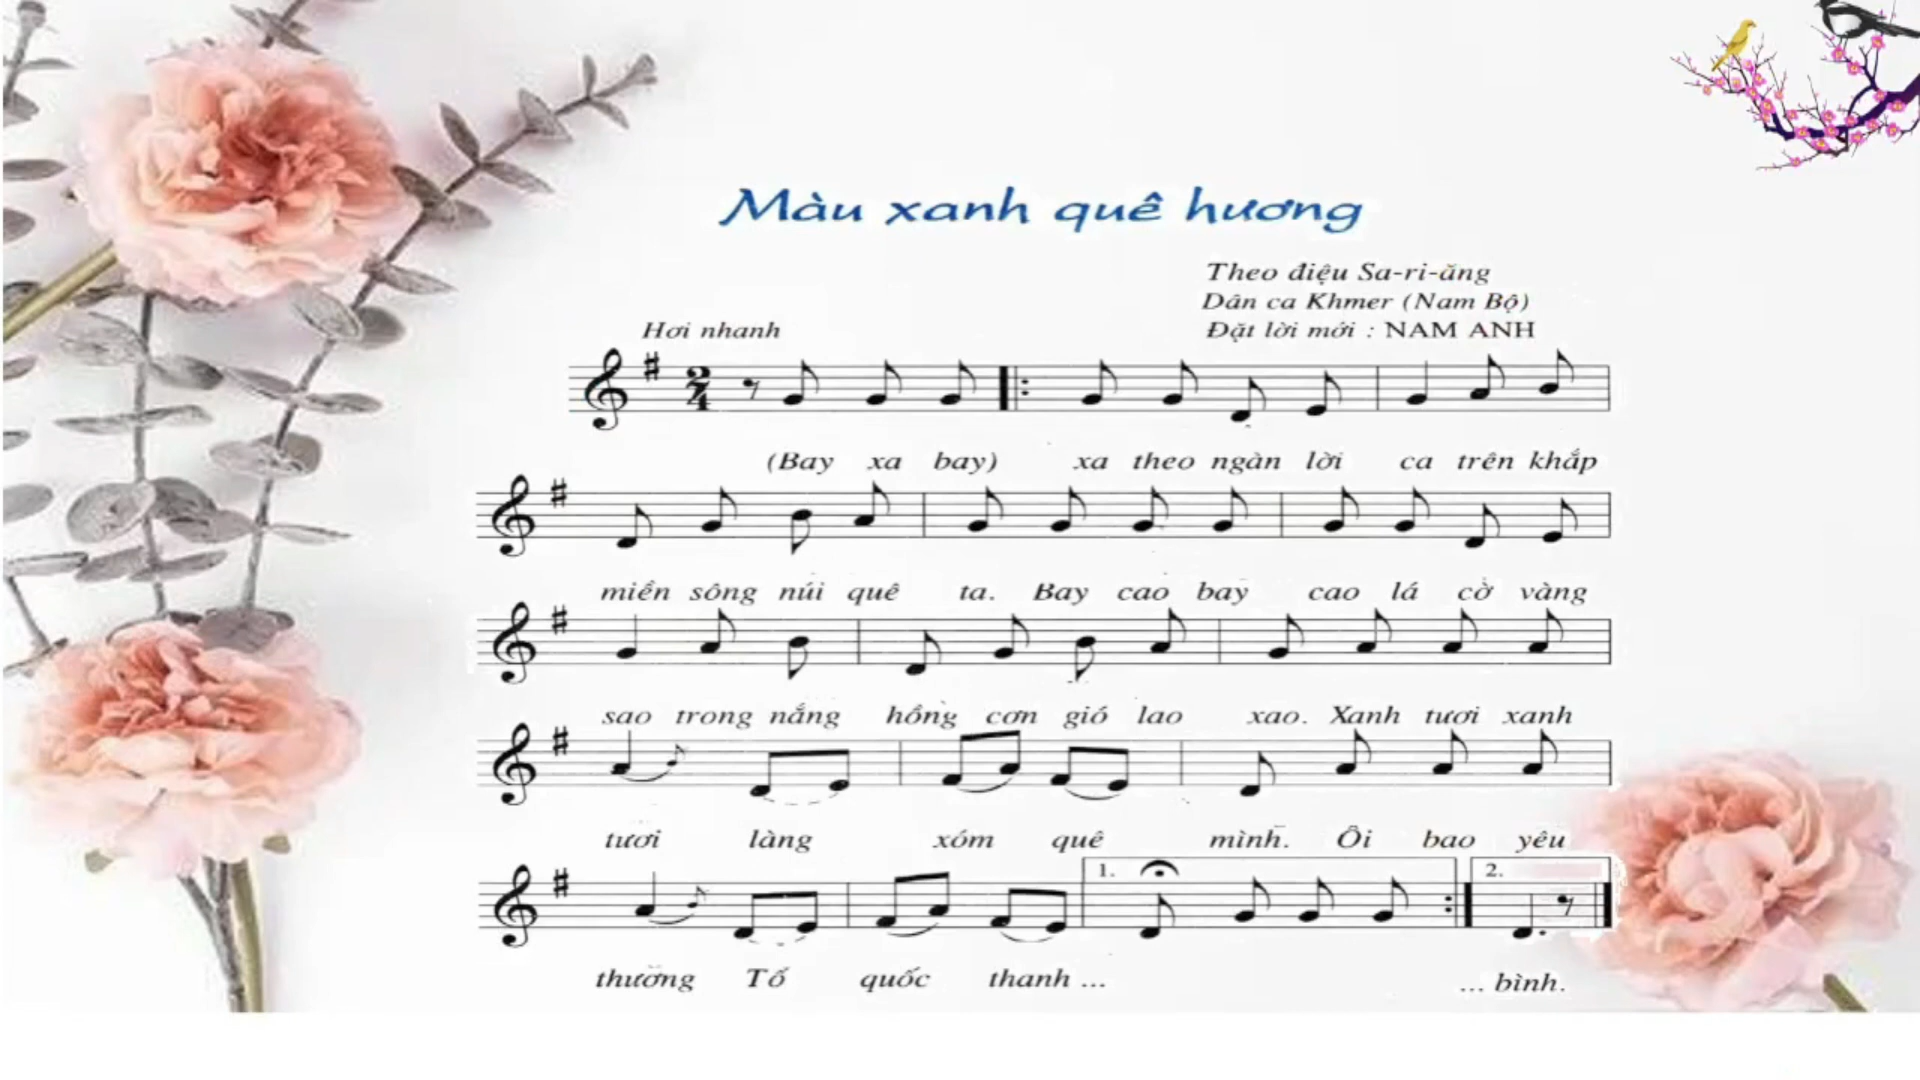 Màu xanh quê hương
Theo điệu Sa-ri-ăng
Dân ca Khmer (Nam Bộ)
Hơi nhanh
Đặt lời mới : NAM ANH
2
4
(Bay xa bay) xa theo ngàn lời ca trên khắp
miền sông núi quê ta. Bay cao bay cao lá cờ vàng
sao trong nắng hồng cơn gió lao xao. Xanh tươi xanh
tươi làng xóm quê mình. Ôi bao yêu
1.
2.
thương Tổ quốc thanh ... ... bình.